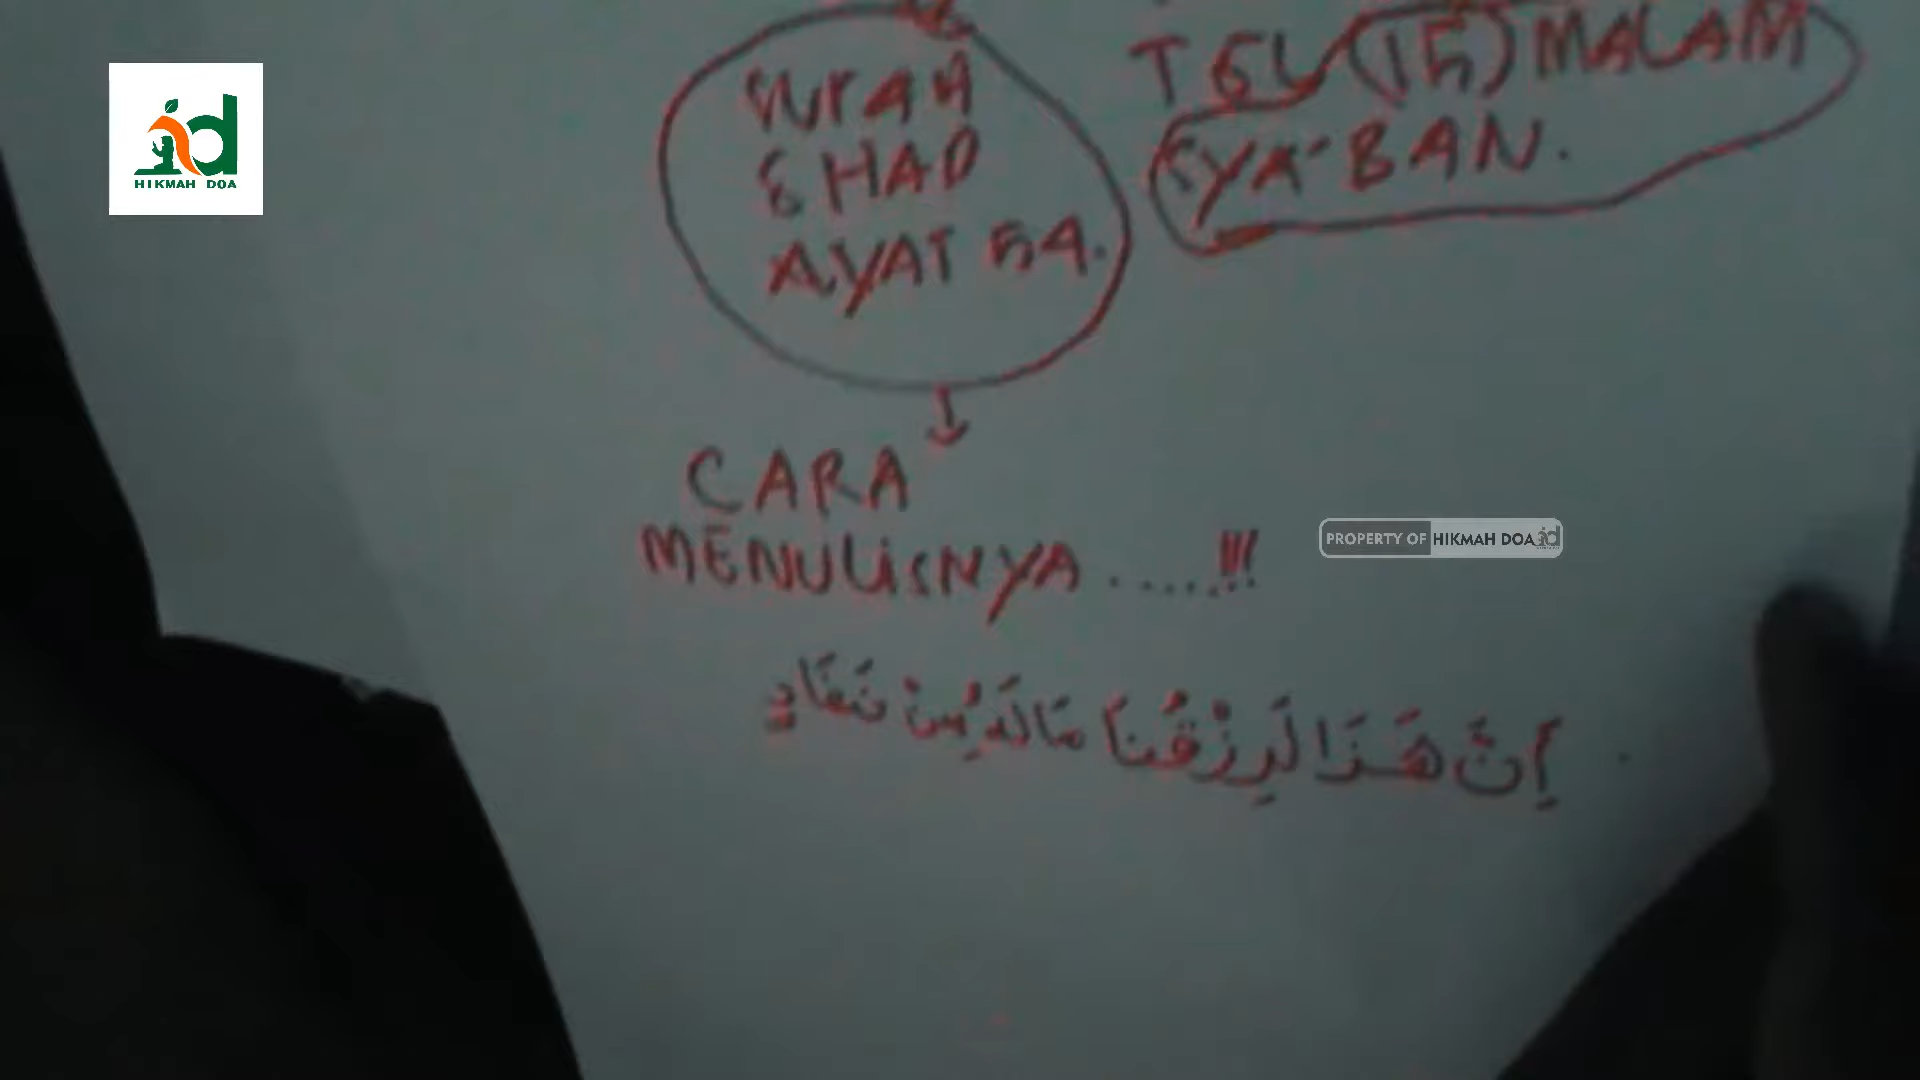 SURAH
SHAD
AYAT 54.
TGL (15) MALAM
SYA'BAN.
CARA
MENULISNYA.......!!!
إِنَّ هَذَا لَرِزْقُنَا مَا لَهُ مِنْ نَفَادٍ
HIKMAH DOA
PROPERTY OF HIKMAH DOA